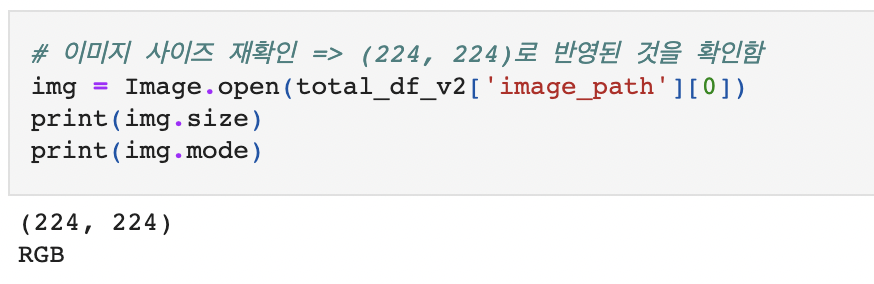 # 이미지 사이즈 재확인 => (224, 224)로 반영된 것을 확인함
img = Image.open(total_df_v2['image_path'][0])
print(img.size)
print(img.mode)
(224, 224)
RGB